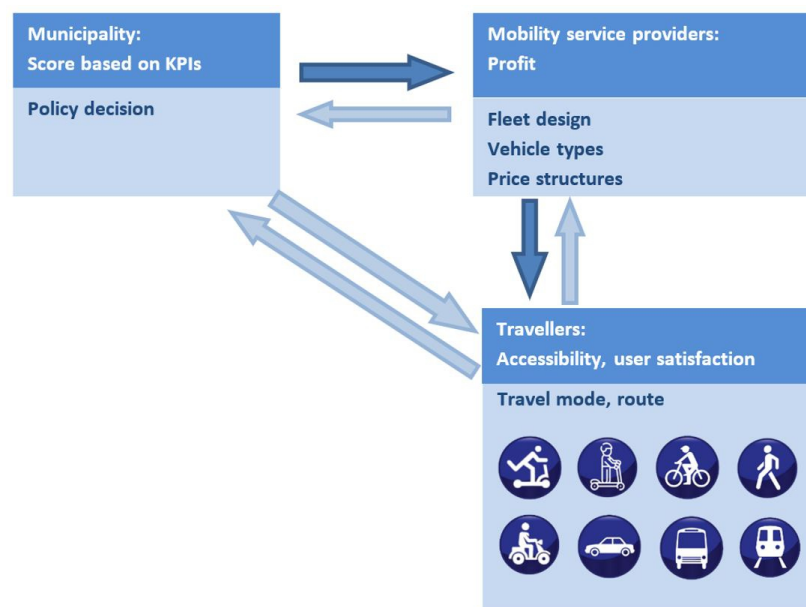 Municipality:
Score based on KPIs
Policy decision
Mobility service providers:
Profit
Fleet design
Vehicle types
Price structures
Travellers:
Accessibility, user satisfaction
Travel mode, route